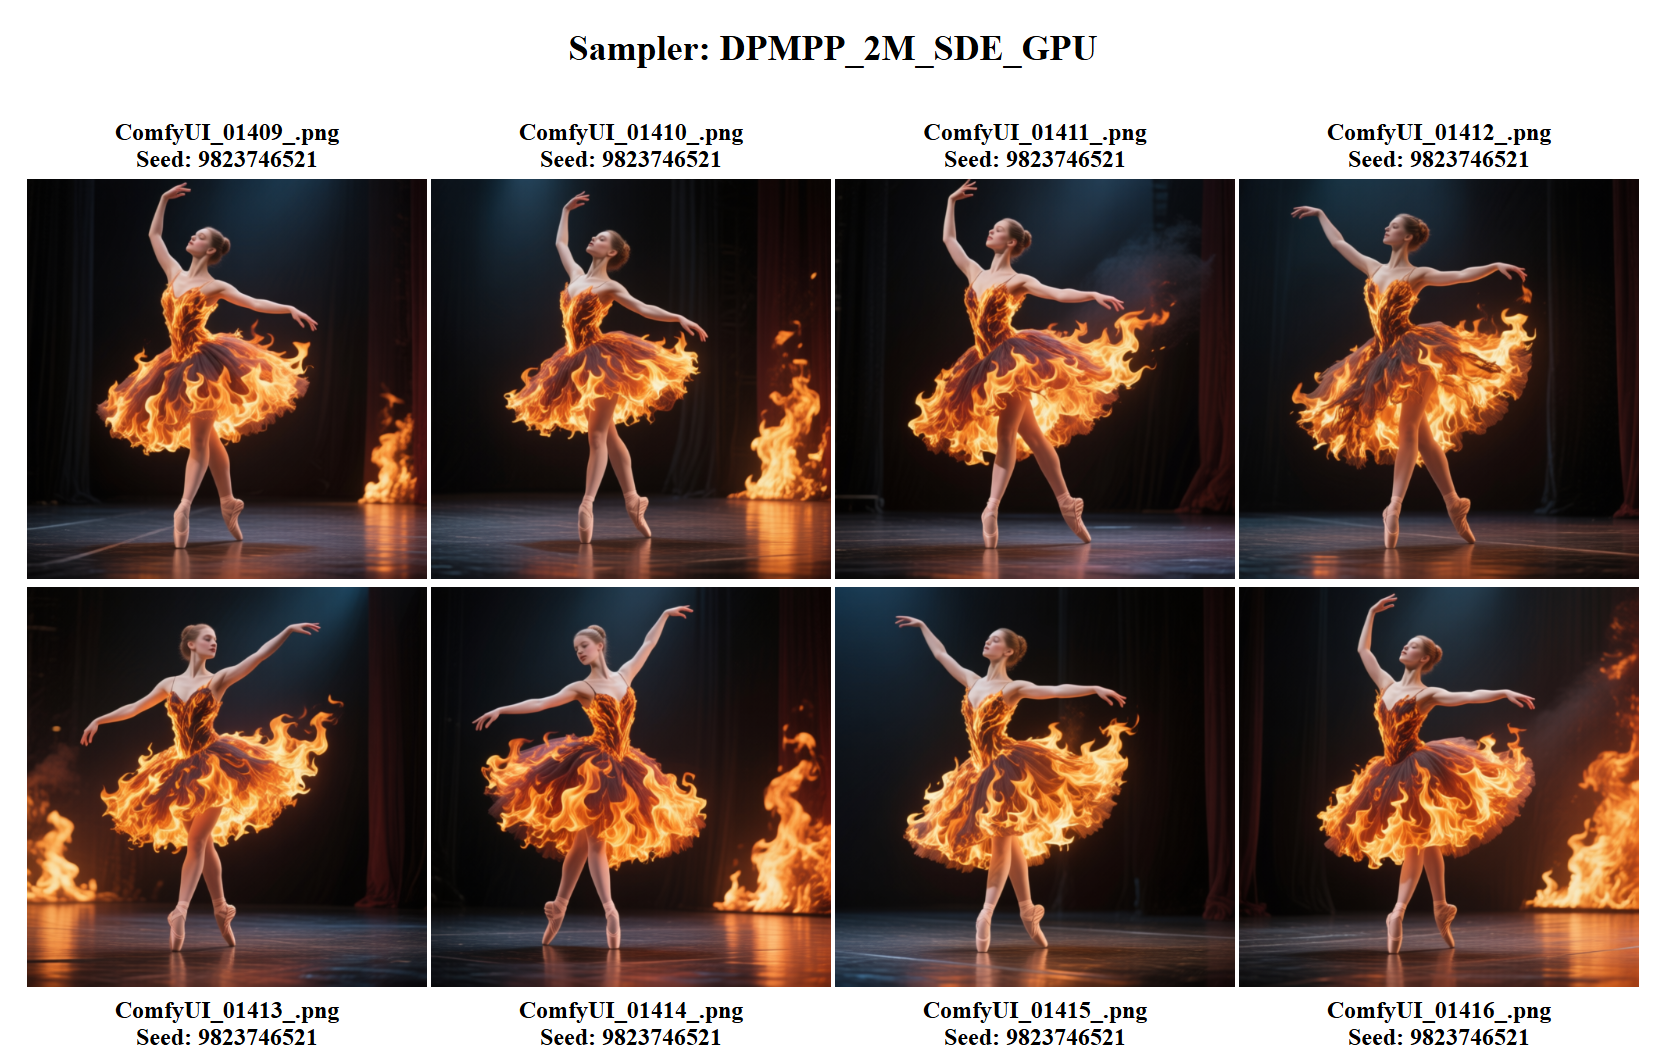 Sampler: DPMPP_2M_SDE_GPU
ComfyUI_01409_.png
Seed: 9823746521
ComfyUI_01410_.png
Seed: 9823746521
ComfyUI_01411_.png
Seed: 9823746521
ComfyUI_01412_.png
Seed: 9823746521
ComfyUI_01413_.png
Seed: 9823746521
ComfyUI_01414_.png
Seed: 9823746521
ComfyUI_01415_.png
Seed: 9823746521
ComfyUI_01416_.png
Seed: 9823746521